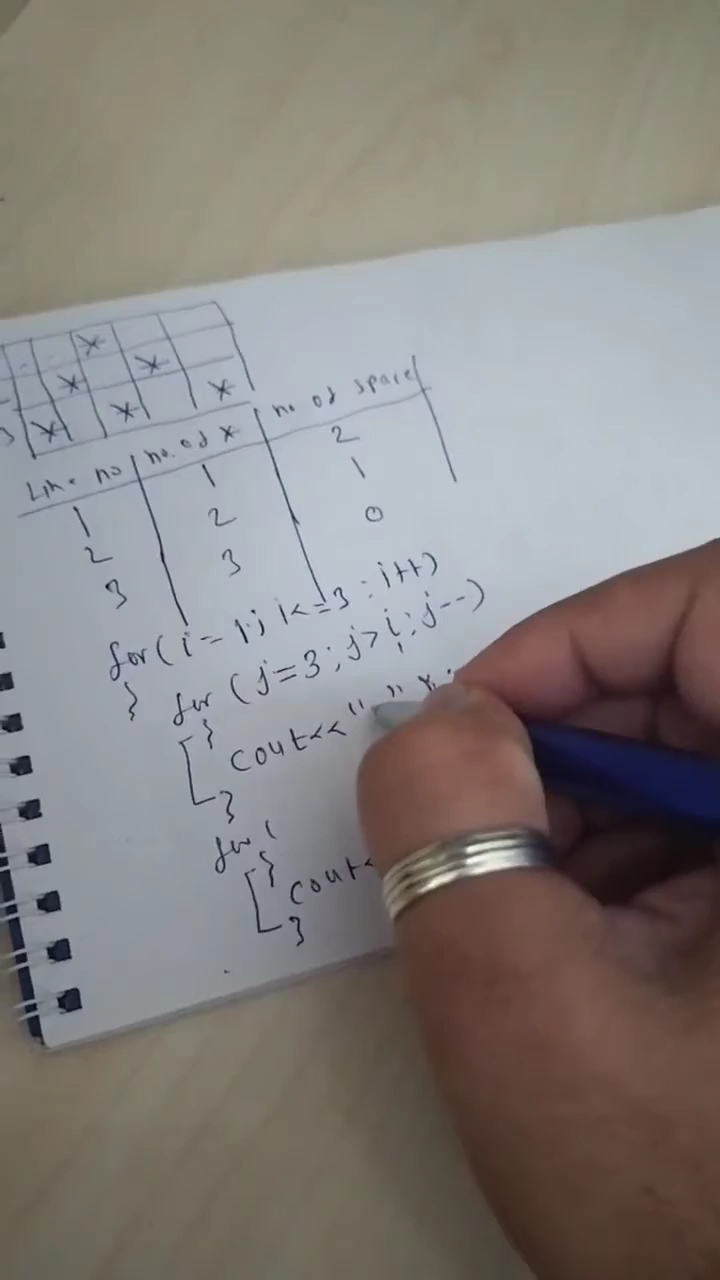 *
* *
3 * * *
Line no no. of * no of space
1 1 2
2 2 1
3 3 0
for(i=1; i<=3; i++)
{ for (j=3; j>i; j--)
{
cout<<" "
}
for (
{
cout<
}